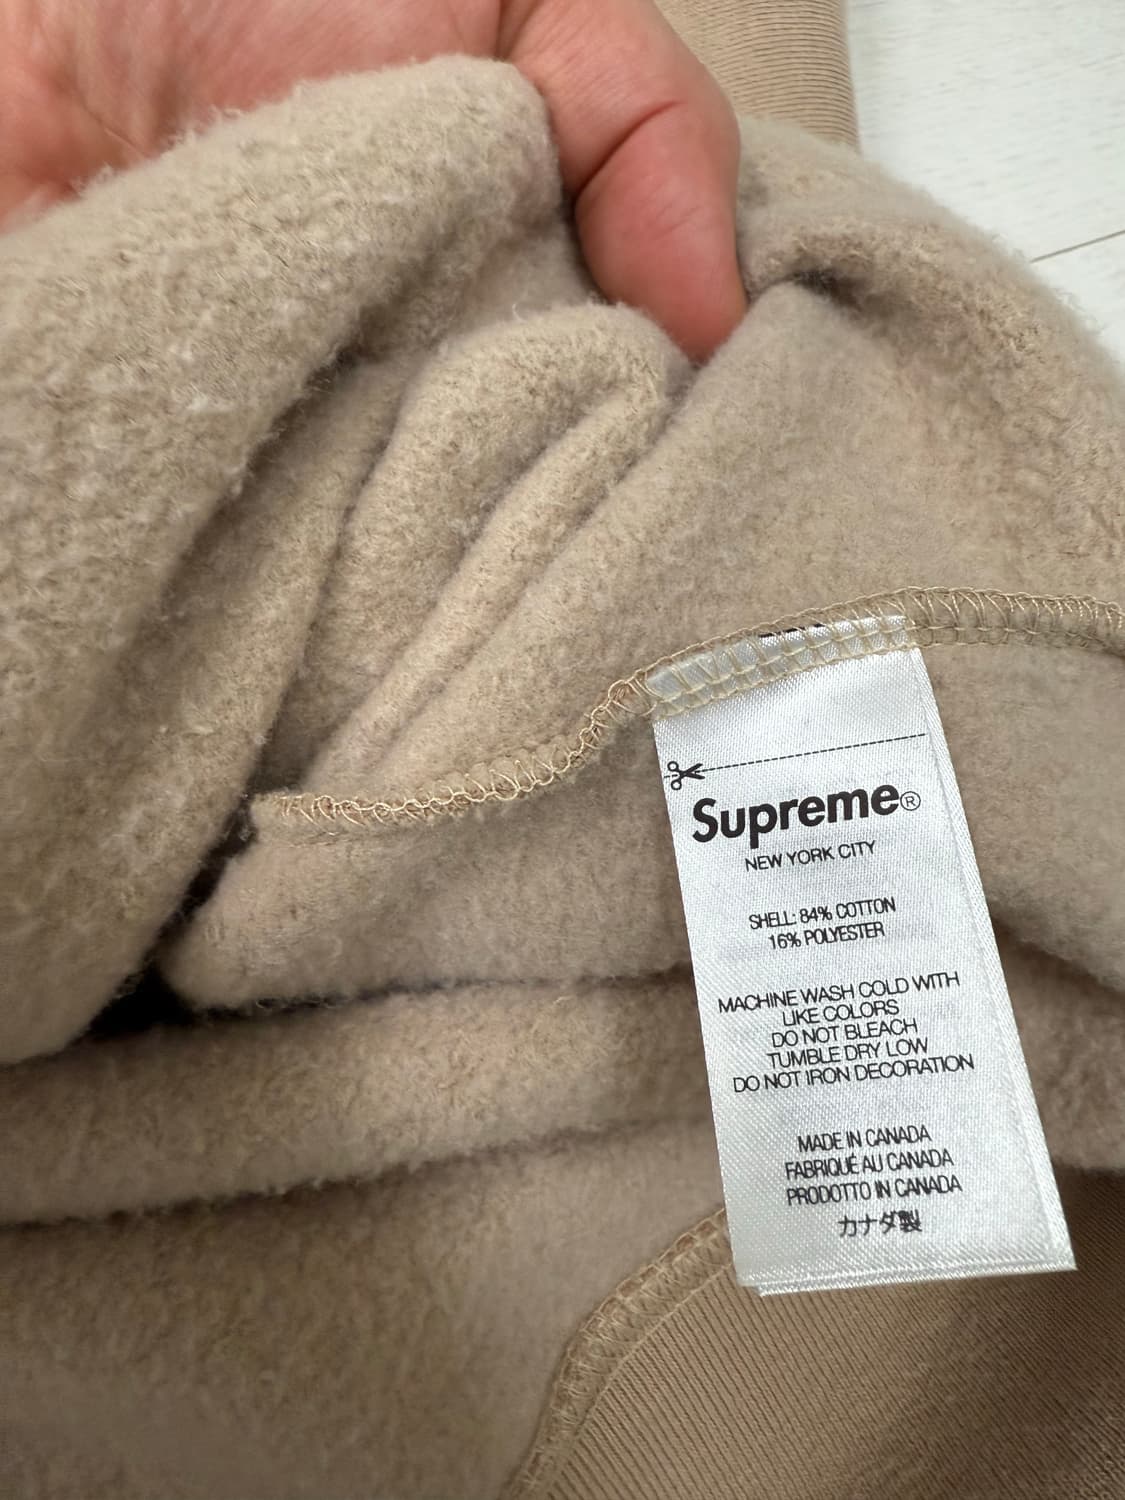 Supreme®
NEW YORK CITY
SHELL: 84% COTTON
16% POLYESTER
MACHINE WASH COLD WITH
LIKE COLORS
DO NOT BLEACH
TUMBLE DRY LOW
DO NOT IRON DECORATION
MADE IN CANADA
FABRIQUÉ AU CANADA
PRODOTTO IN CANADA
カナダ製